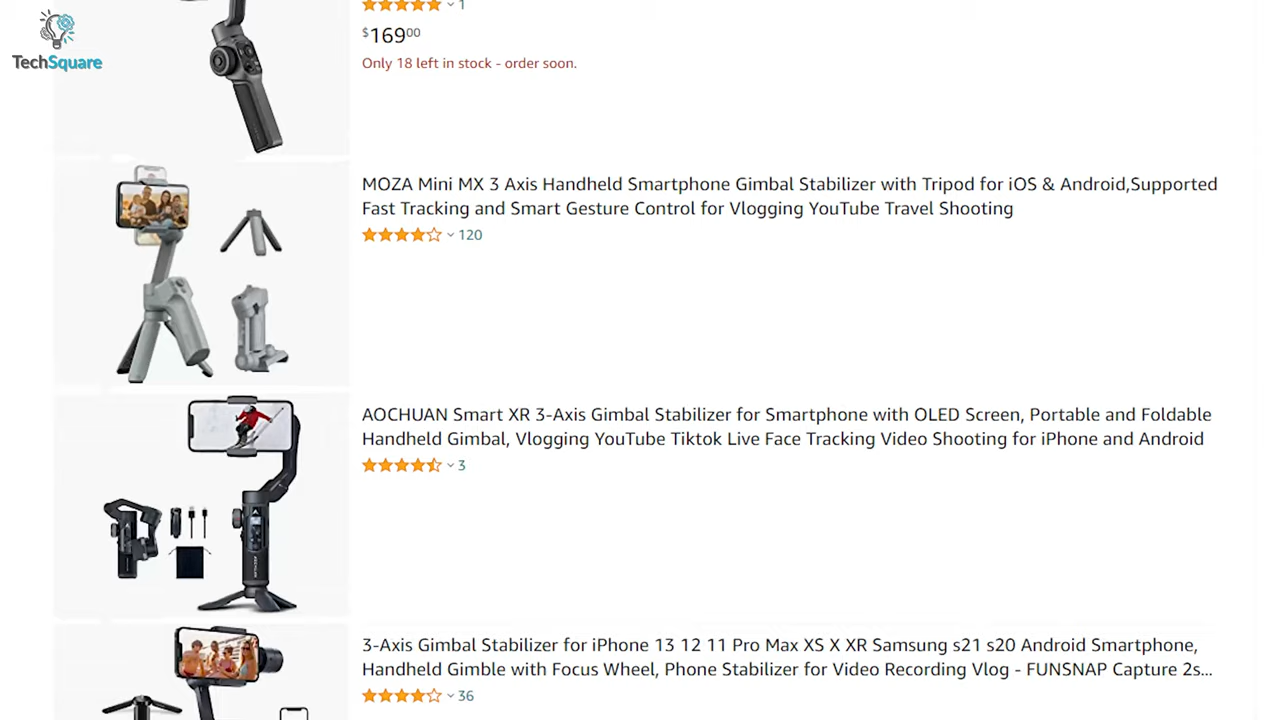 1
$169.00
Only 18 left in stock - order soon.
TechSquare
MOZA Mini MX 3 Axis Handheld Smartphone Gimbal Stabilizer with Tripod for iOS & Android,Supported
Fast Tracking and Smart Gesture Control for Vlogging YouTube Travel Shooting
120
AOCHUAN Smart XR 3-Axis Gimbal Stabilizer for Smartphone with OLED Screen, Portable and Foldable
Handheld Gimbal, Vlogging YouTube Tiktok Live Face Tracking Video Shooting for iPhone and Android
3
3-Axis Gimbal Stabilizer for iPhone 13 12 11 Pro Max XS X XR Samsung s21 s20 Android Smartphone,
Handheld Gimble with Focus Wheel, Phone Stabilizer for Video Recording Vlog - FUNSNAP Capture 2s...
36